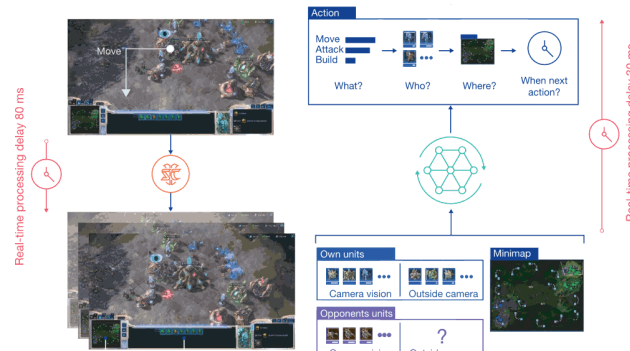 Action
Move
Move
Attack
Build
What?
Who?
Where?
When next
action?
Real-time processing delay 80 ms
Own units
Minimap
Camera vision
Outside camera
Opponents units
?